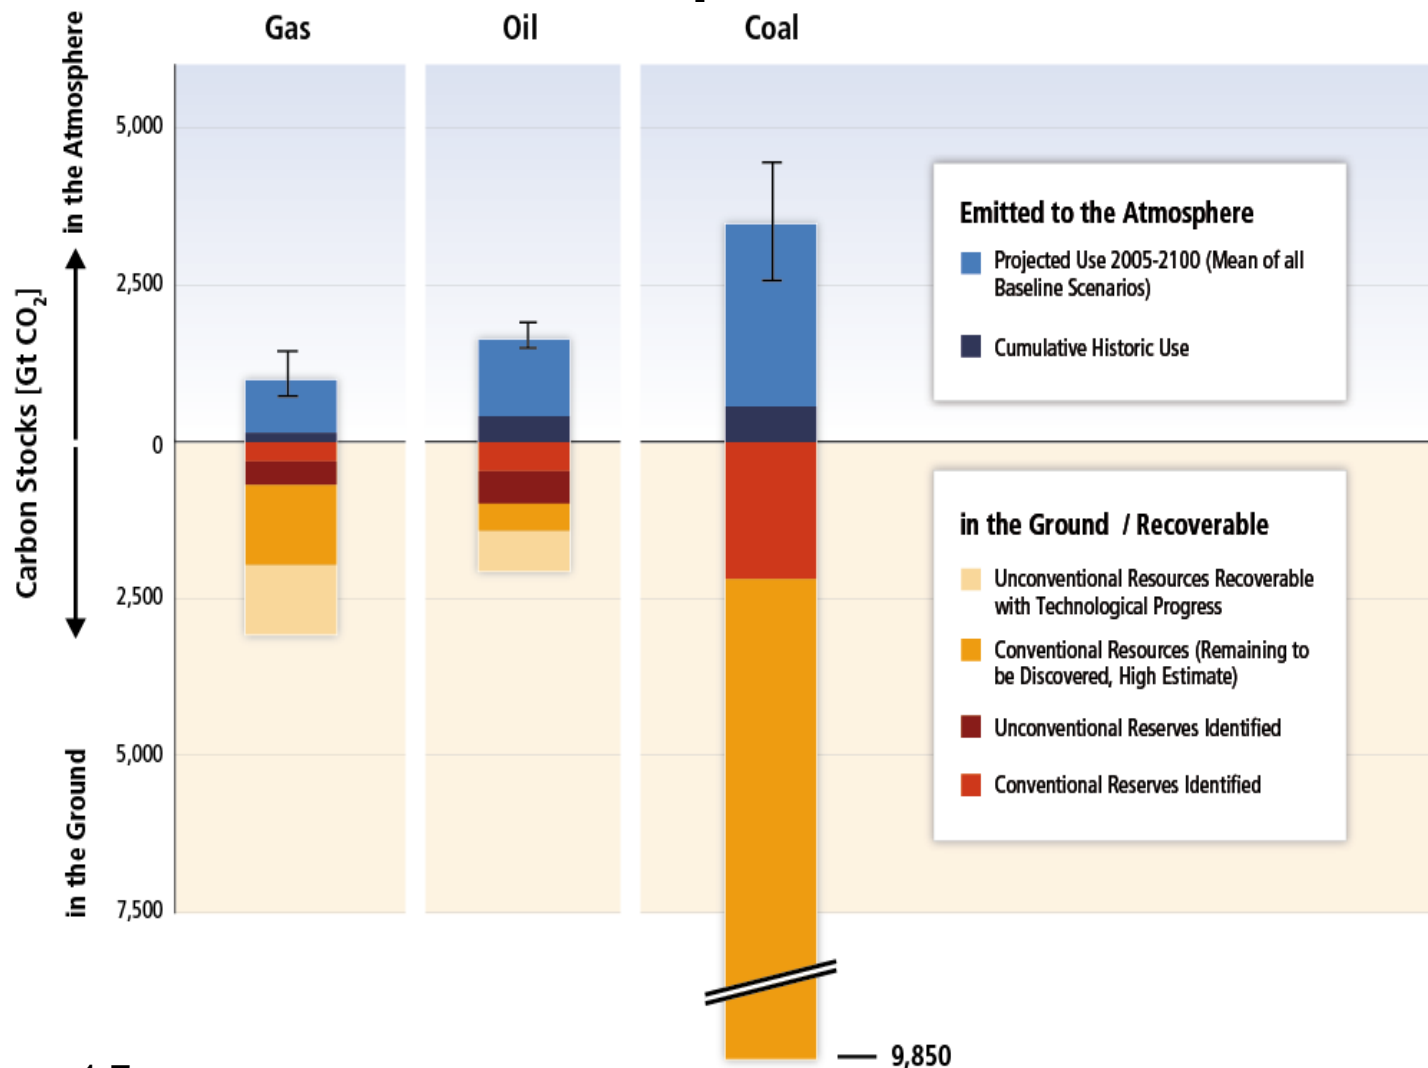 Gas
Oil
Coal
in the Atmosphere
Carbon Stocks [Gt CO2]
in the Ground
5,000
2,500
0
2,500
5,000
7,500
Emitted to the Atmosphere
Projected Use 2005-2100 (Mean of all
Baseline Scenarios)
Cumulative Historic Use
in the Ground / Recoverable
Unconventional Resources Recoverable
with Technological Progress
Conventional Resources (Remaining to
be Discovered, High Estimate)
Unconventional Reserves Identified
Conventional Reserves Identified
9,850